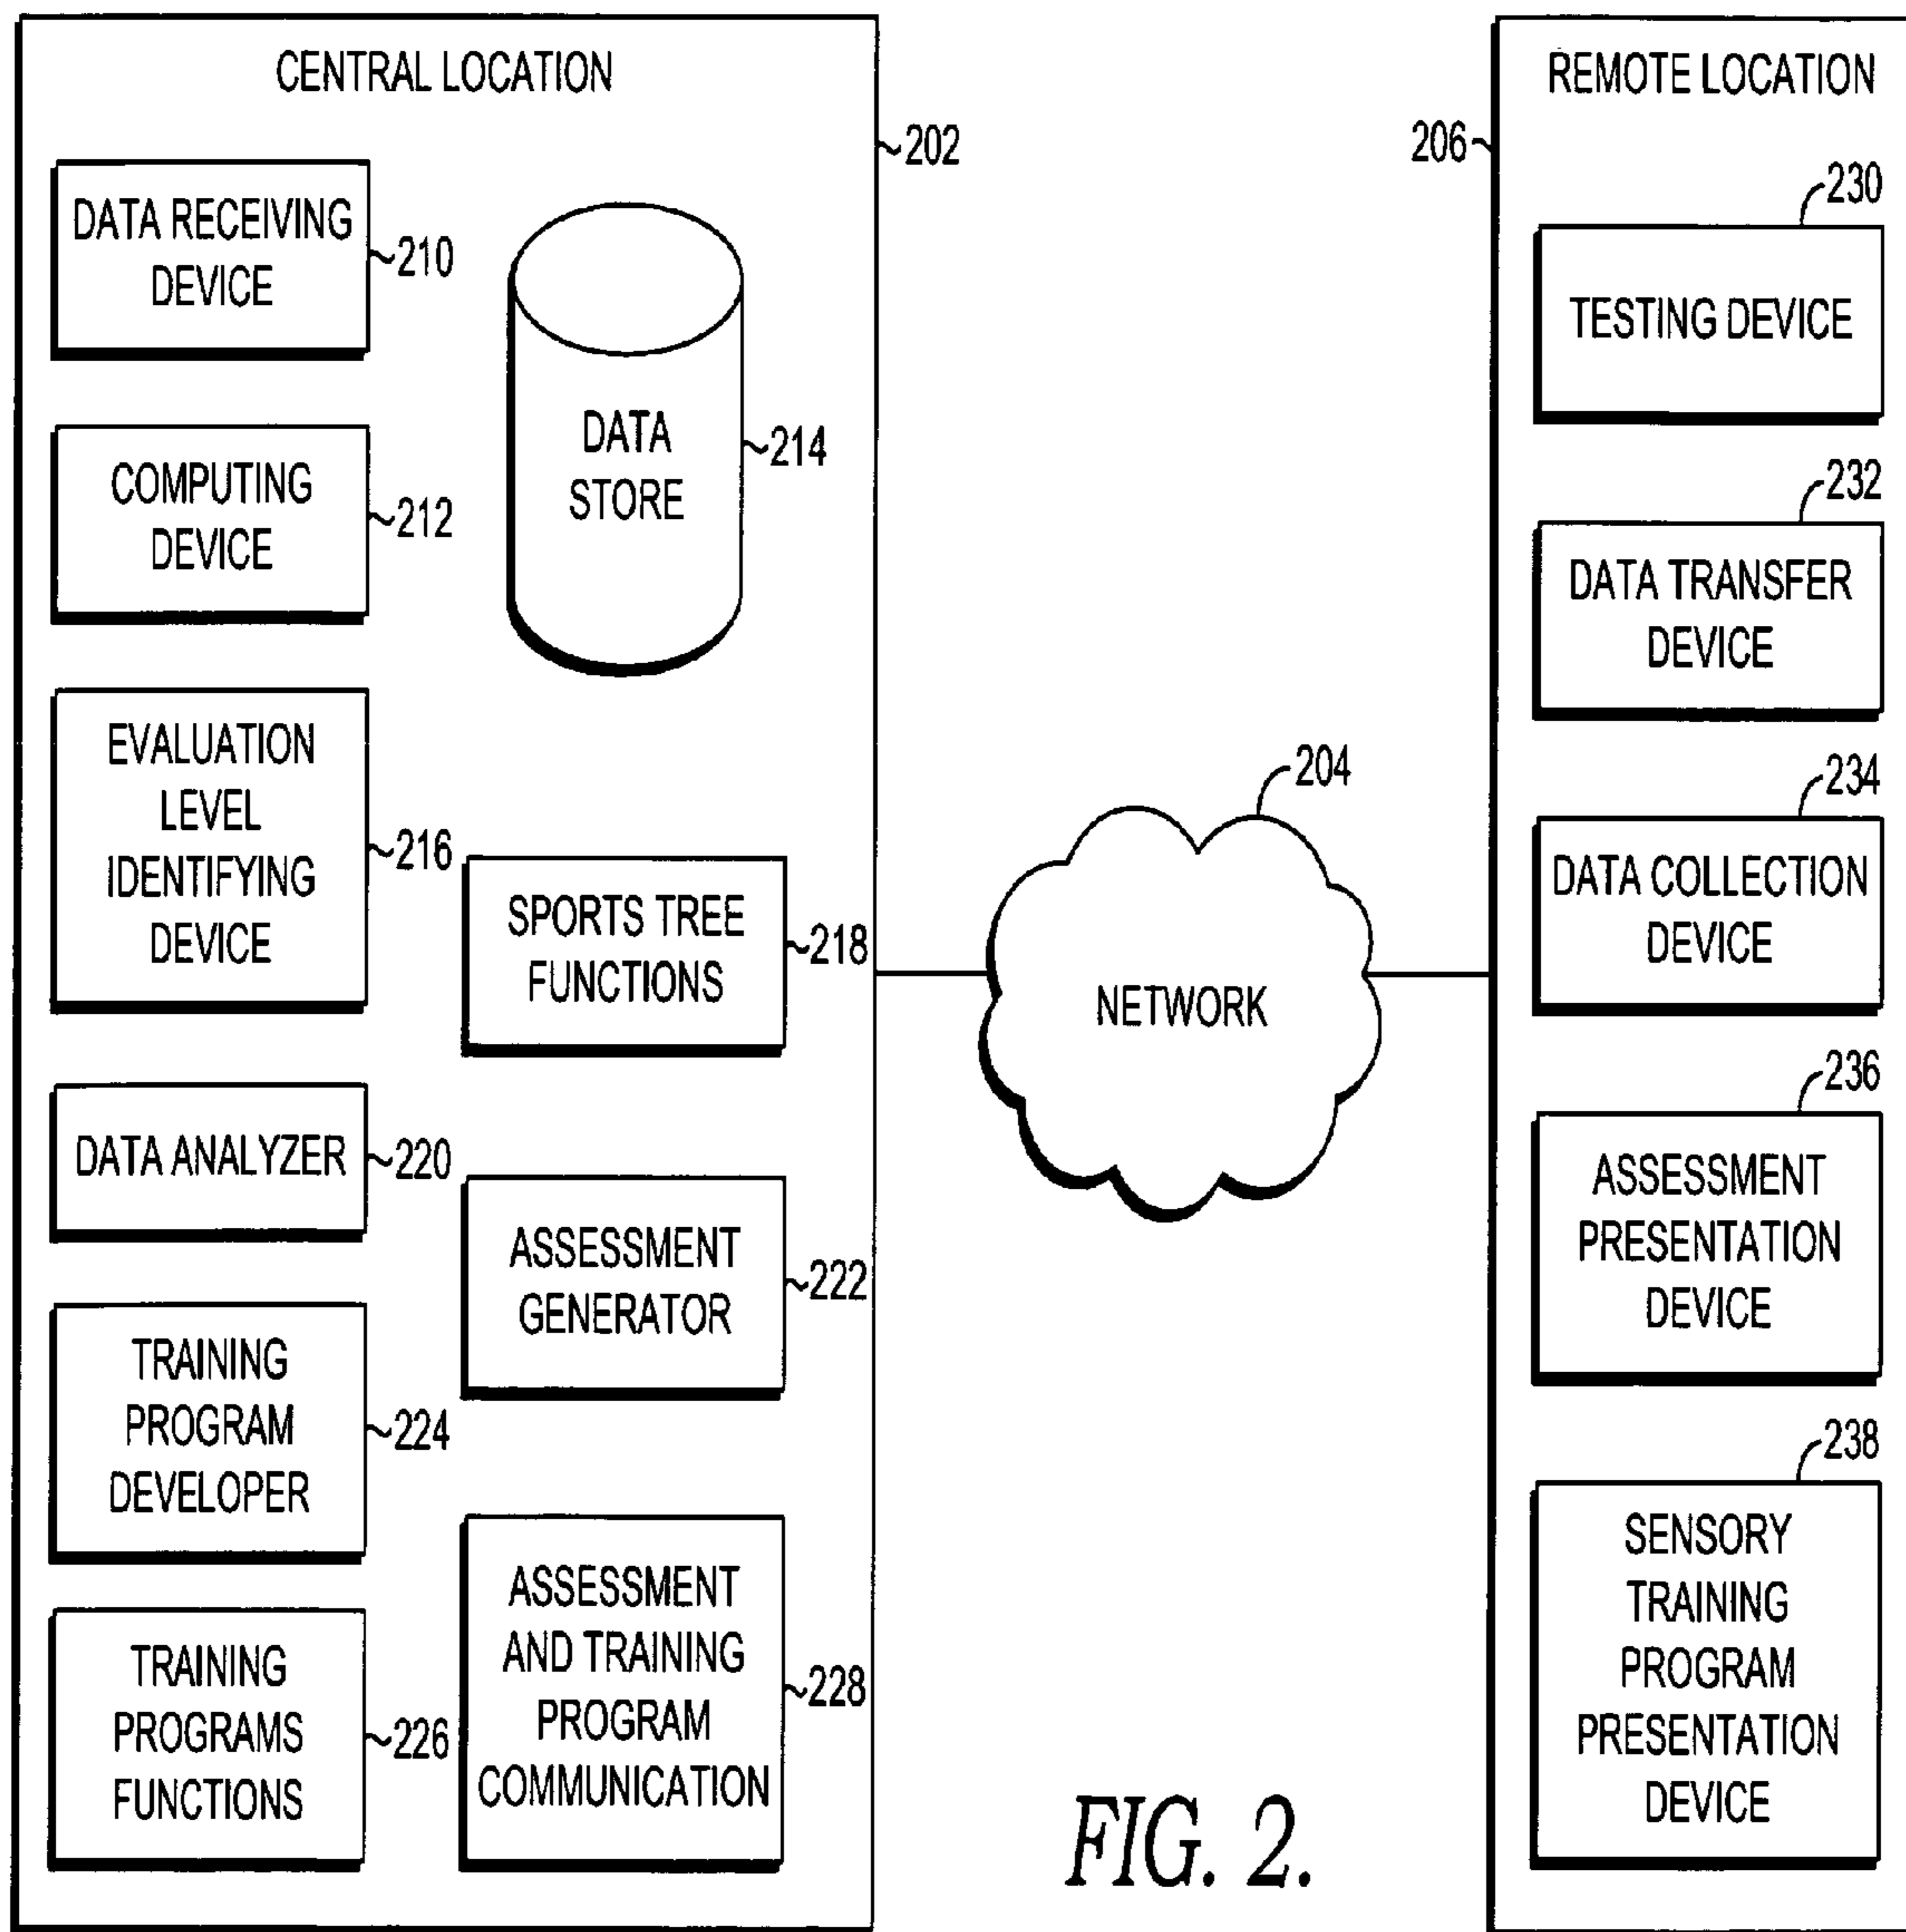 CENTRAL LOCATION
202
DATA RECEIVING
DEVICE
210
COMPUTING
DEVICE
212
DATA
STORE
214
EVALUATION
LEVEL
IDENTIFYING
DEVICE
216
SPORTS TREE
FUNCTIONS
218
DATA ANALYZER
220
ASSESSMENT
GENERATOR
222
TRAINING
PROGRAM
DEVELOPER
224
TRAINING
PROGRAMS
FUNCTIONS
226
ASSESSMENT
AND TRAINING
PROGRAM
COMMUNICATION
228
204
NETWORK
REMOTE LOCATION
206
230
TESTING DEVICE
232
DATA TRANSFER
DEVICE
234
DATA COLLECTION
DEVICE
236
ASSESSMENT
PRESENTATION
DEVICE
238
SENSORY
TRAINING
PROGRAM
PRESENTATION
DEVICE
FIG. 2.